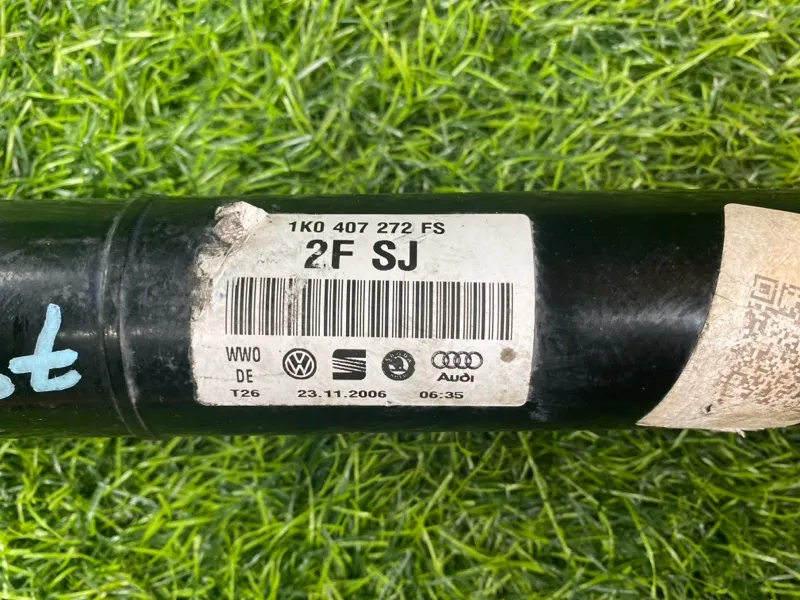 1K0 407 272 FS
2F SJ
WWO
DE
Audi
T26 23.11.2006 06:35